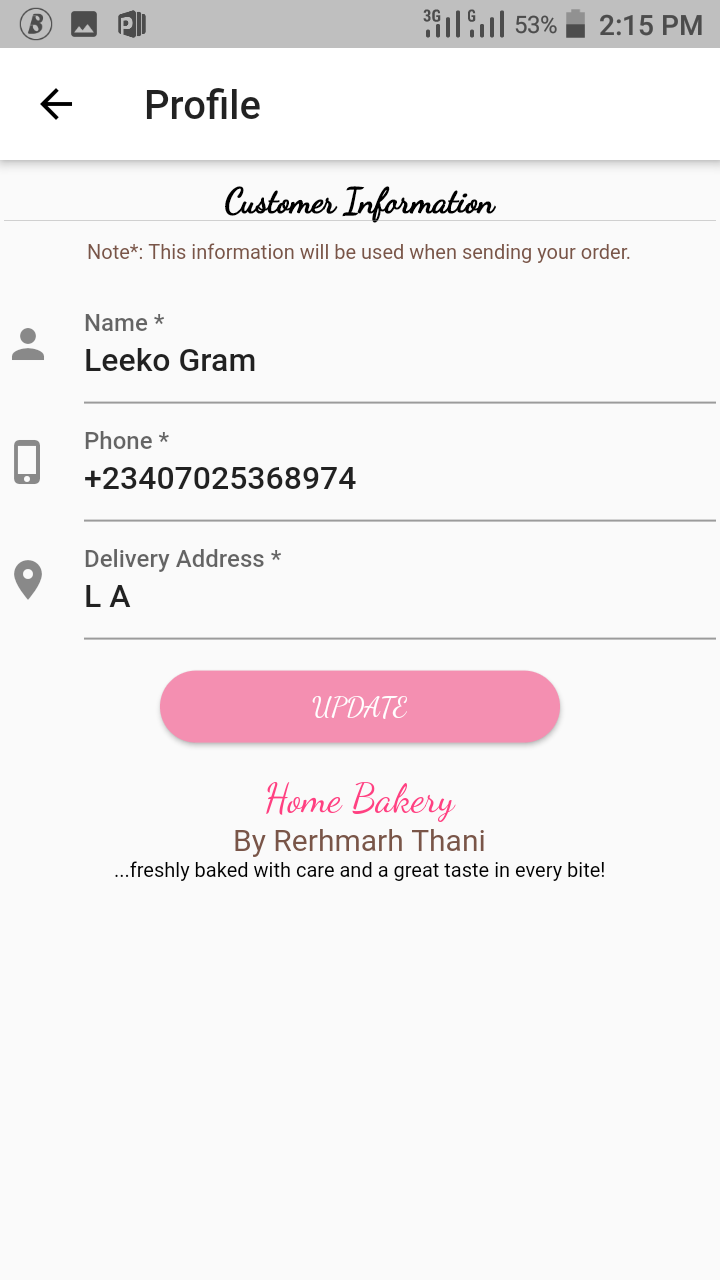 3G G 53% 2:15 PM
Profile
Customer Information
Note*: This information will be used when sending your order.
Name *
Leeko Gram
Phone *
+23407025368974
Delivery Address *
L A
UPDATE
Home Bakery
By Rerhmarh Thani
...freshly baked with care and a great taste in every bite!